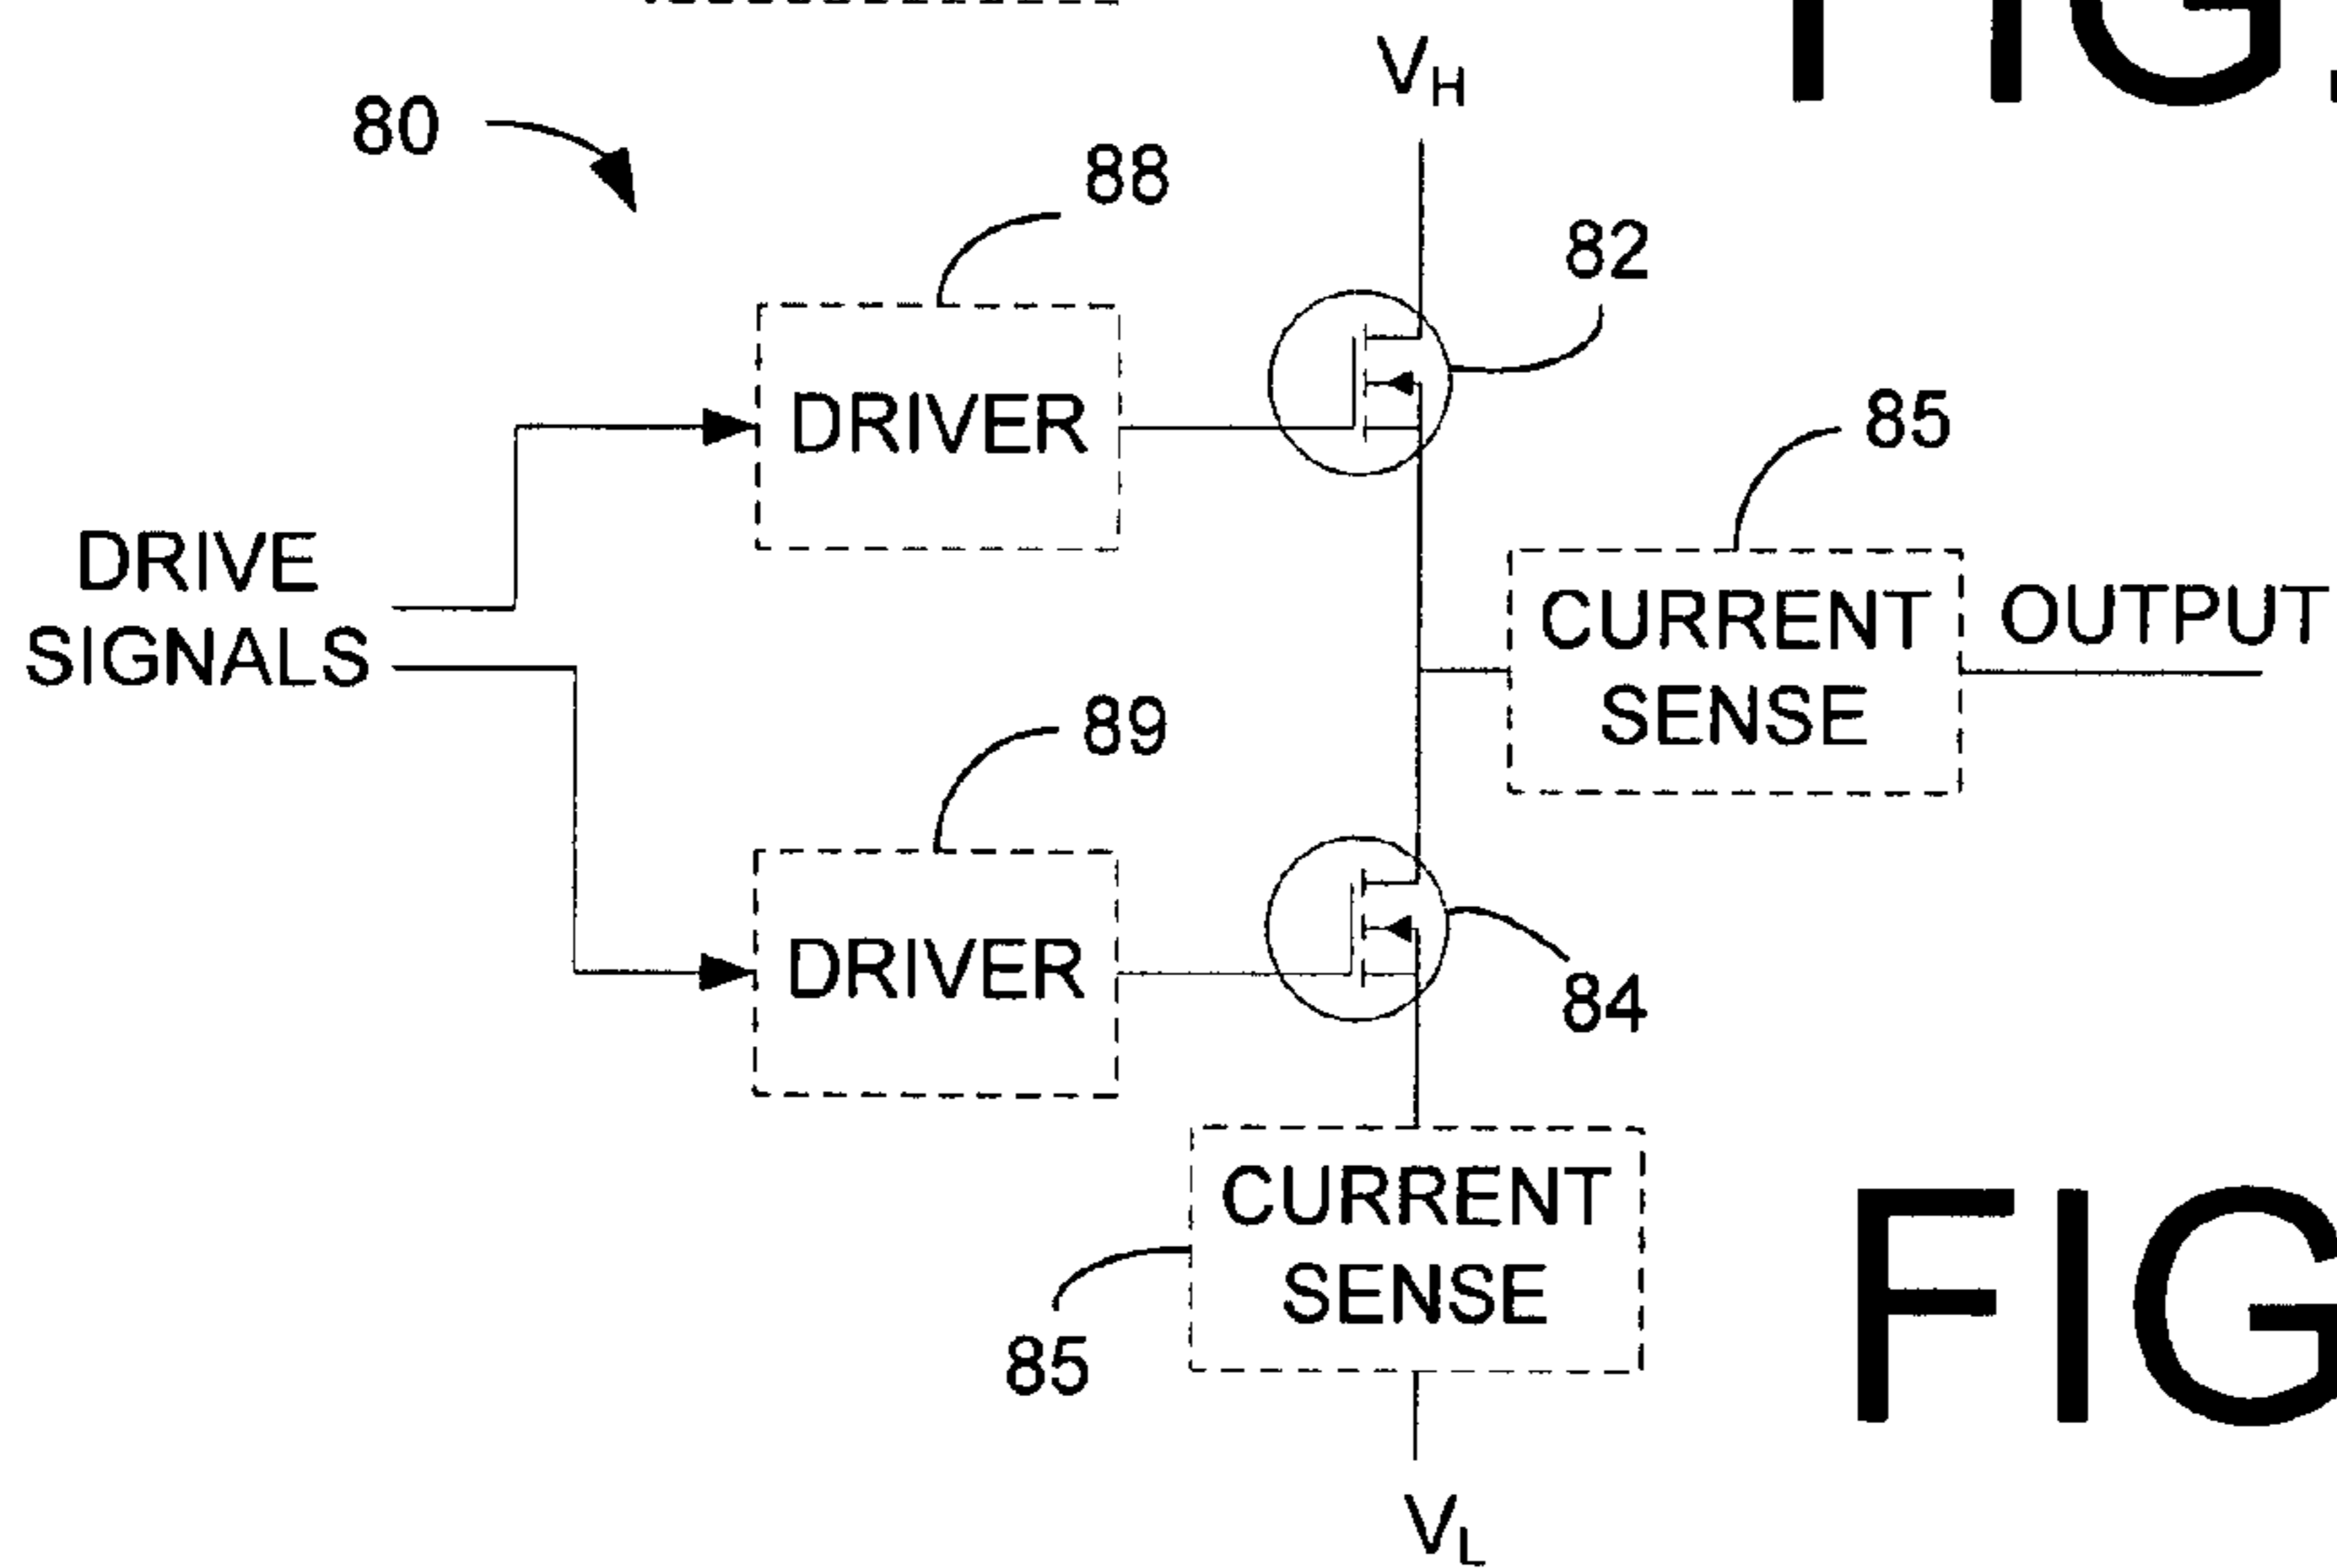 FIG.
V_H
80
88
82
DRIVER
85
DRIVE
SIGNALS
CURRENT
SENSE
OUTPUT
89
DRIVER
84
CURRENT
SENSE
85
V_L
FIG